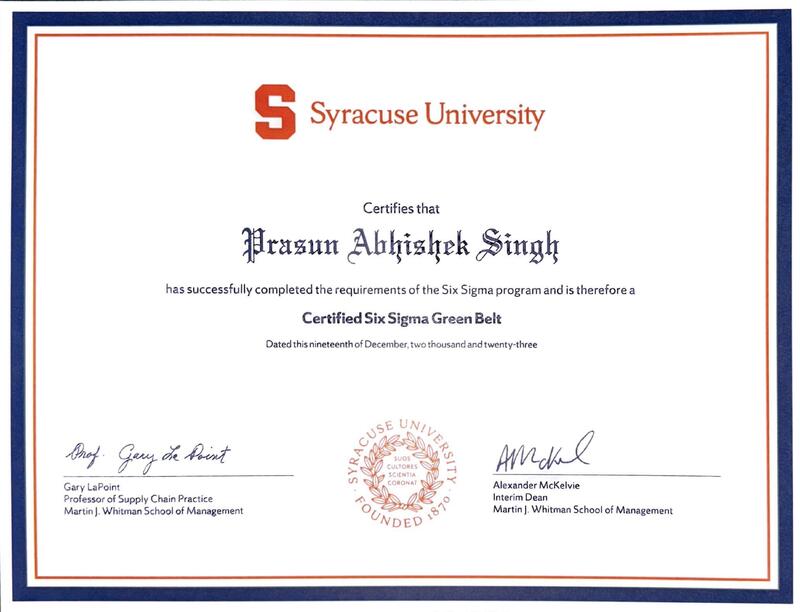 S Syracuse University
Certifies that
Prasun Abhishek Singh
has successfully completed the requirements of the Six Sigma program and is therefore a
Certified Six Sigma Green Belt
Dated this nineteenth of December, two thousand and twenty-three
Prof. Gary La Point
Gary LaPoint
Professor of Supply Chain Practice
Martin J. Whitman School of Management
SYRACUSE UNIVERSITY
SUOS
CULTORES
SCIENTIA
CORONAT
FOUNDED 1870
AMcKel
Alexander McKelvie
Interim Dean
Martin J. Whitman School of Management